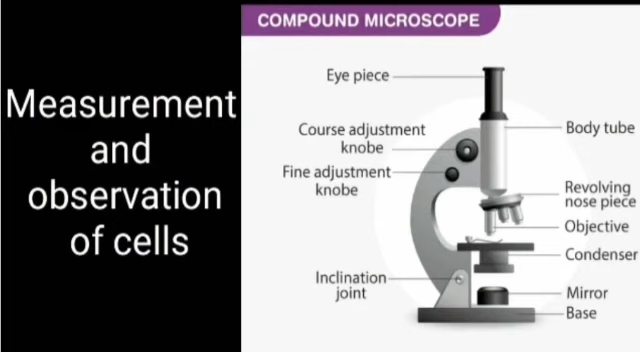 Measurement
and
observation
of cells
COMPOUND MICROSCOPE
Eye piece
Course adjustment
knobe
Fine adjustment
knobe
Inclination
joint
Body tube
Revolving
nose piece
Objective
Condenser
Mirror
Base